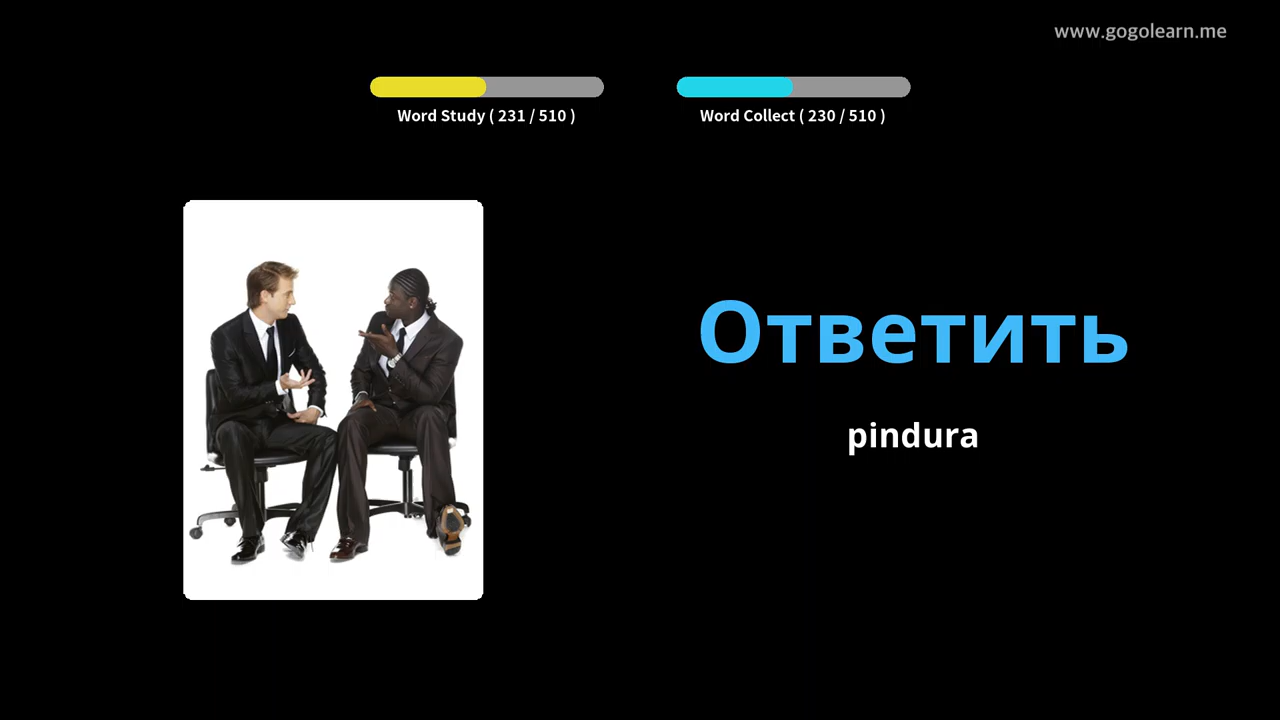 www.gogolearn.me
Word Study ( 231 / 510 )
Word Collect ( 230 / 510 )
Ответить
pindura